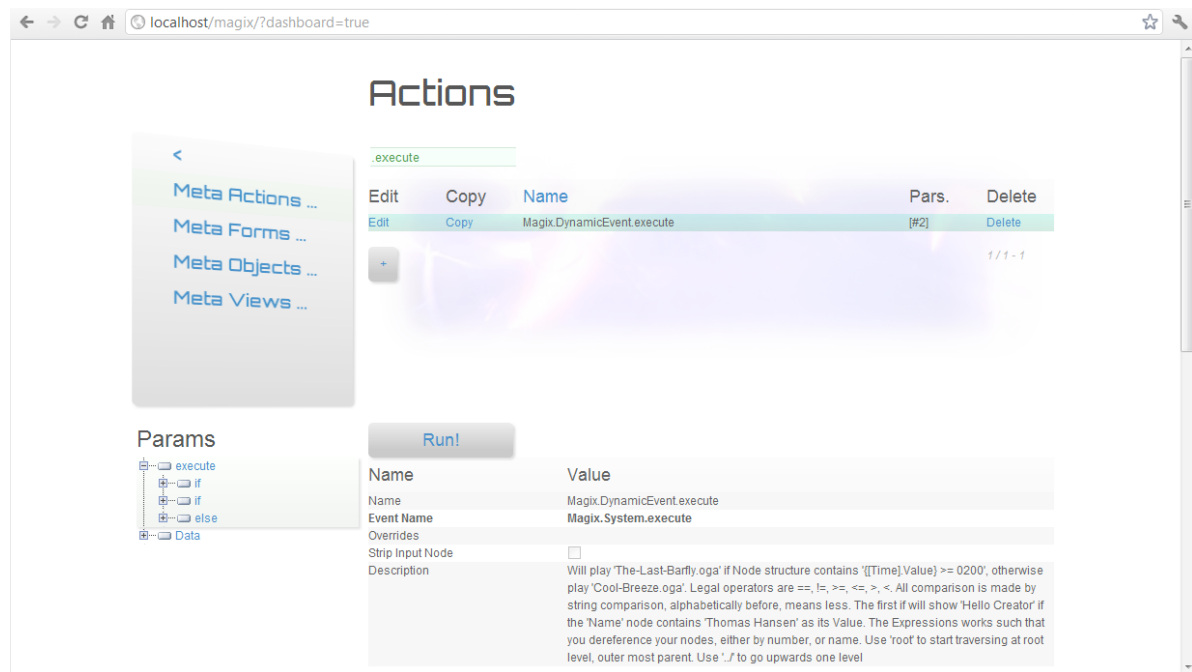 localhost/magix/?dashboard=true
Actions
<
Meta Actions ...
Meta Forms ...
Meta Objects ...
Meta Views ...
.execute
Edit Copy Name Pars. Delete
Edit Copy Magix.DynamicEvent.execute [#2] Delete
+
1 / 1 - 1
Params
execute
if
if
else
Data
Run!
Name Value
Name Magix.DynamicEvent.execute
Event Name Magix.System.execute
Overrides
Strip Input Node
Description Will play 'The-Last-Barfly.oga' if Node structure contains '{[Time].Value} >= 0200', otherwise
play 'Cool-Breeze.oga'. Legal operators are ==, !=, >=, <=, >, <. All comparison is made by
string comparison, alphabetically before, means less. The first if will show 'Hello Creator' if
the 'Name' node contains 'Thomas Hansen' as its Value. The Expressions works such that
you dereference your nodes, either by number, or name. Use 'root' to start traversing at root
level, outer most parent. Use '../' to go upwards one level